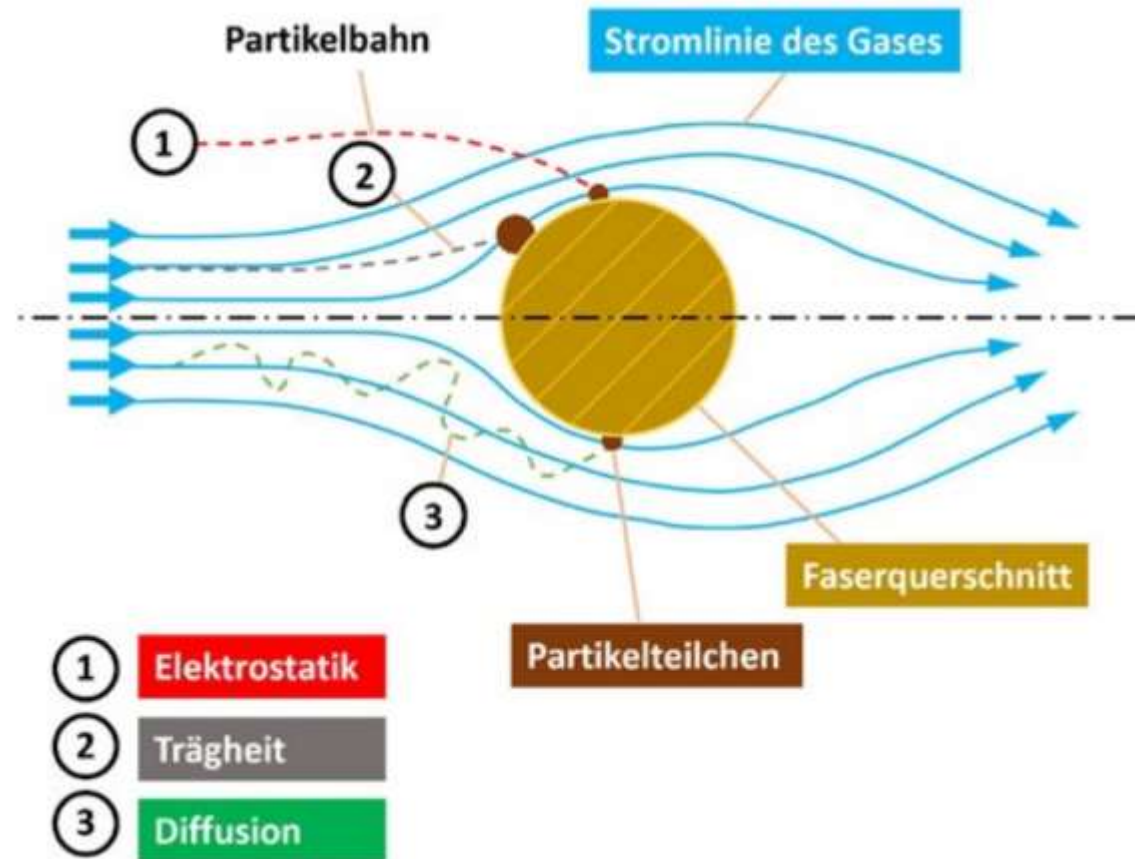 Partikelbahn
Stromlinie des Gases
1
2
3
Faserquerschnitt
Partikelteilchen
1 Elektrostatik
2 Trägheit
3 Diffusion